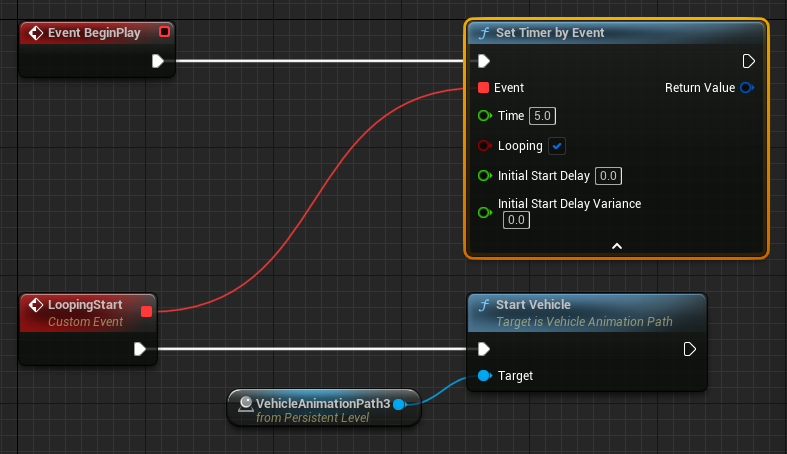 Event BeginPlay
Set Timer by Event
Event
Return Value
Time 5.0
Looping
Initial Start Delay 0.0
Initial Start Delay Variance
0.0
LoopingStart
Custom Event
Start Vehicle
Target is Vehicle Animation Path
Target
VehicleAnimationPath3
from Persistent Level